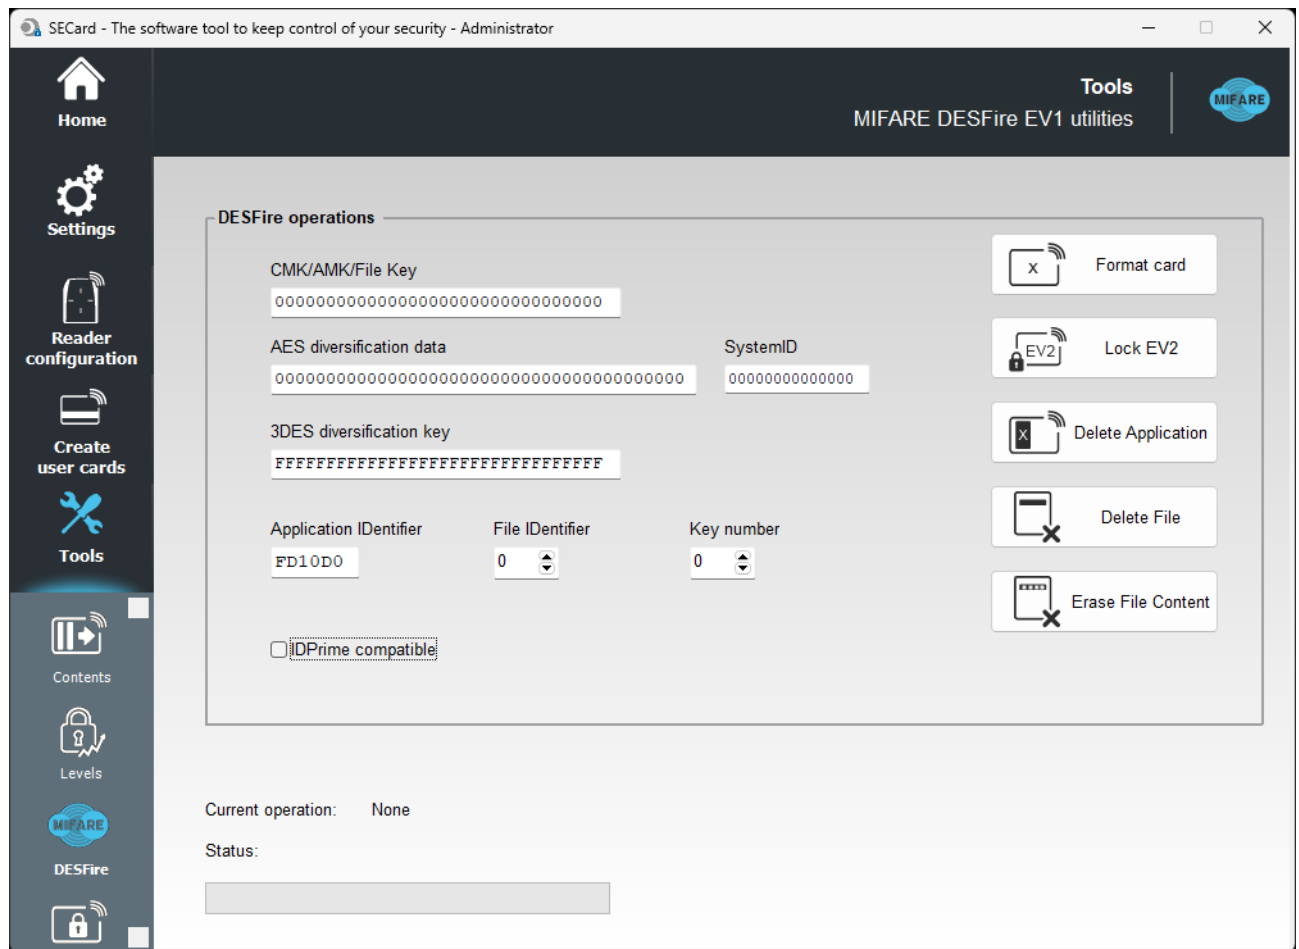 SECard - The software tool to keep control of your security - Administrator
Home
Settings
Reader
configuration
Create
user cards
Tools
Contents
Levels
MIFARE
DESFire
Tools
MIFARE DESFire EV1 utilities
MIFARE
DESFire operations
CMK/AMK/File Key
00000000000000000000000000000000
AES diversification data
0000000000000000000000000000000000000000
SystemID
00000000000000
3DES diversification key
FFFFFFFFFFFFFFFFFFFFFFFFFFFFFFFF
Application IDentifier
FD10D0
File IDentifier
0
Key number
0
IDPrime compatible
X
Format card
EV2
Lock EV2
X
Delete Application
Delete File
Erase File Content
Current operation: None
Status: